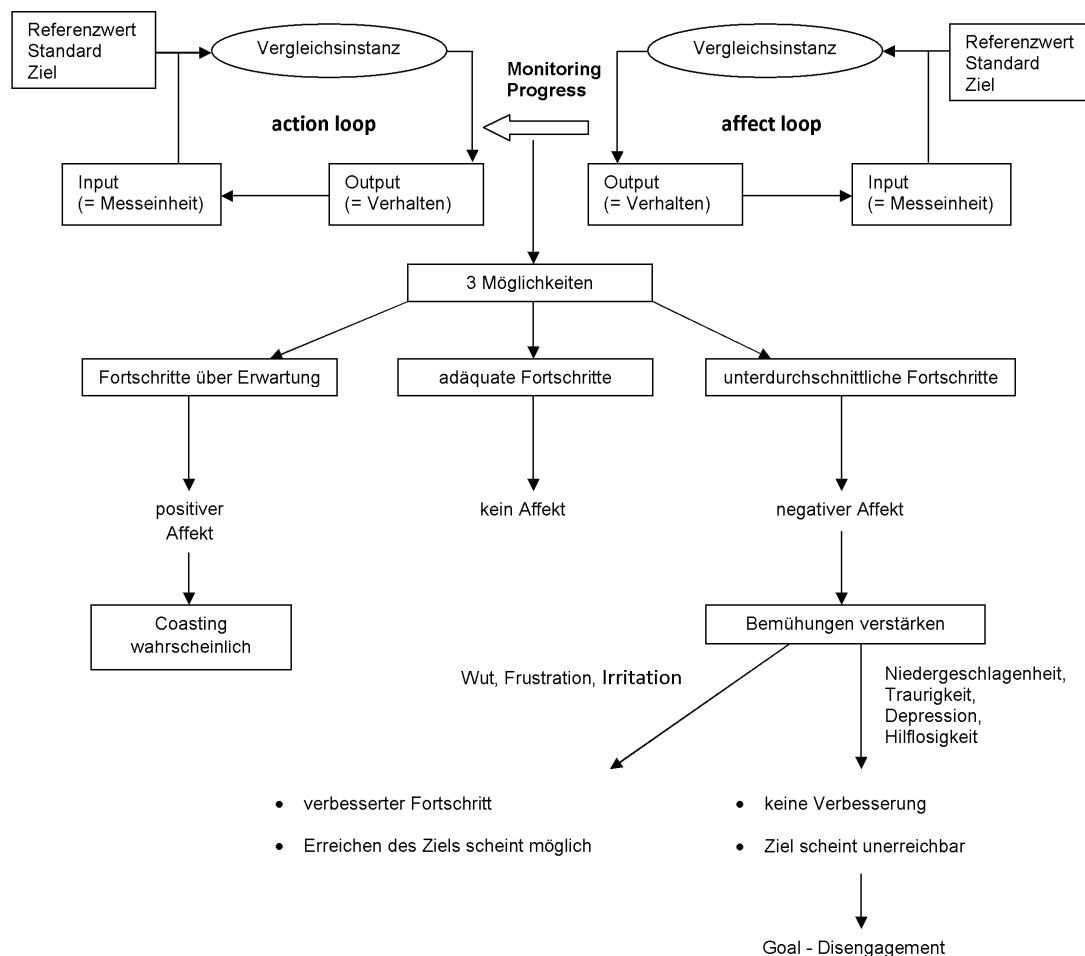 Referenzwert
Standard
Ziel
Vergleichsinstanz
Monitoring
Progress
Vergleichsinstanz
Referenzwert
Standard
Ziel
action loop
affect loop
Input
(= Messeinheit)
Output
(= Verhalten)
Output
(= Verhalten)
Input
(= Messeinheit)
3 Möglichkeiten
Fortschritte über Erwartung
adäquate Fortschritte
unterdurchschnittliche Fortschritte
positiver
Affekt
kein Affekt
negativer Affekt
Coasting
wahrscheinlich
Bemühungen verstärken
Wut, Frustration, Irritation
Niedergeschlagenheit,
Traurigkeit,
Depression,
Hilflosigkeit
• verbesserter Fortschritt
• Erreichen des Ziels scheint möglich
• keine Verbesserung
• Ziel scheint unerreichbar
Goal - Disengagement